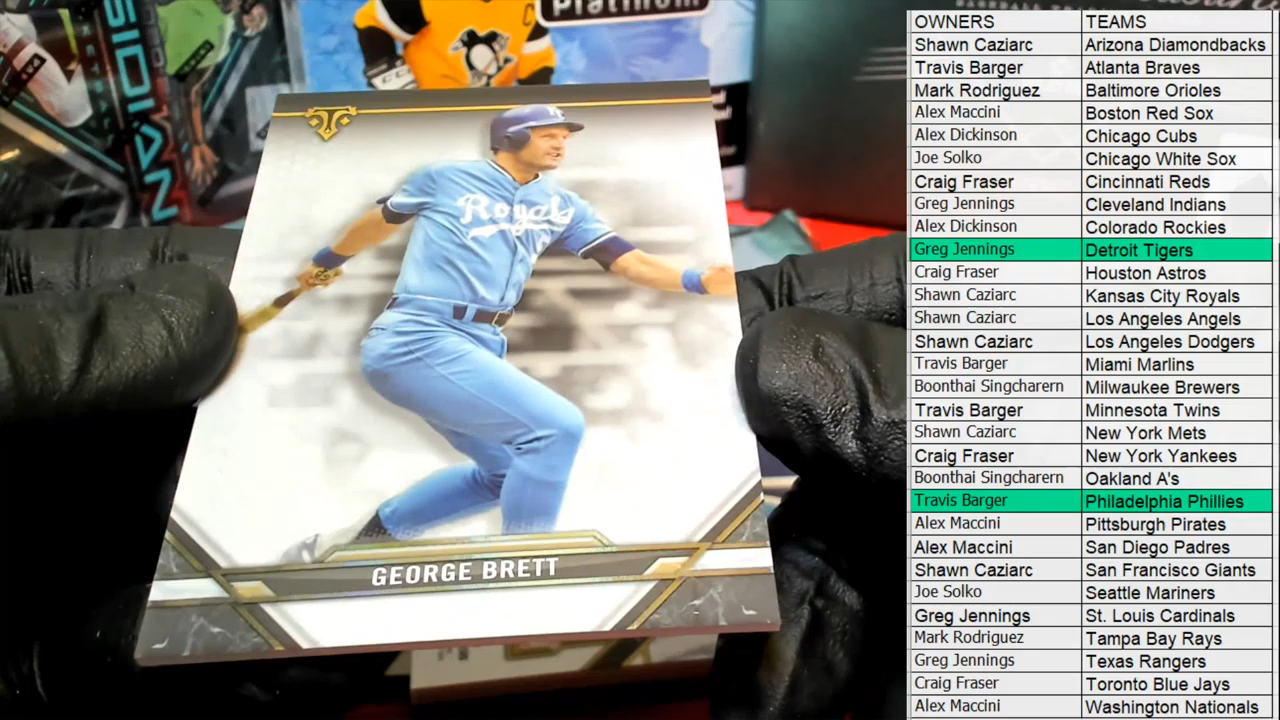 Platinum
OWNERS TEAMS
Shawn Caziarc Arizona Diamondbacks
Travis Barger Atlanta Braves
Mark Rodriguez Baltimore Orioles
Alex Maccini Boston Red Sox
Alex Dickinson Chicago Cubs
Joe Solko Chicago White Sox
Craig Fraser Cincinnati Reds
Greg Jennings Cleveland Indians
Alex Dickinson Colorado Rockies
Greg Jennings Detroit Tigers
Craig Fraser Houston Astros
Shawn Caziarc Kansas City Royals
Shawn Caziarc Los Angeles Angels
Shawn Caziarc Los Angeles Dodgers
Travis Barger Miami Marlins
Boonthai Singcharern Milwaukee Brewers
Travis Barger Minnesota Twins
Shawn Caziarc New York Mets
Craig Fraser New York Yankees
Boonthai Singcharern Oakland A's
Travis Barger Philadelphia Phillies
Alex Maccini Pittsburgh Pirates
Alex Maccini San Diego Padres
Shawn Caziarc San Francisco Giants
Joe Solko Seattle Mariners
Greg Jennings St. Louis Cardinals
Mark Rodriguez Tampa Bay Rays
Greg Jennings Texas Rangers
Craig Fraser Toronto Blue Jays
Alex Maccini Washington Nationals
Royals
GEORGE BRETT